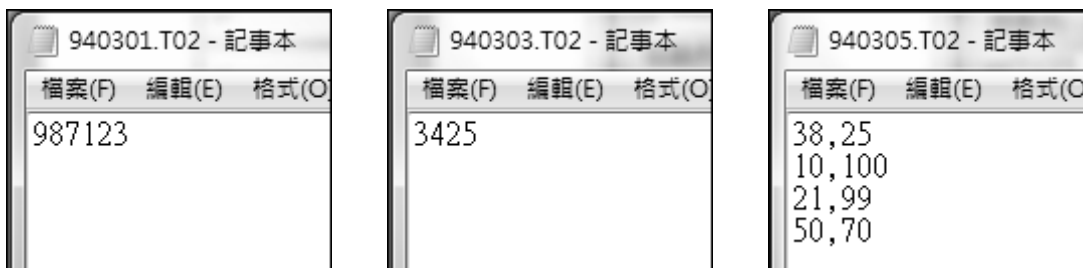 940301.T02 - 記事本
檔案(F) 編輯(E) 格式(O)
987123
940303.T02 - 記事本
檔案(F) 編輯(E) 格式(O)
3425
940305.T02 - 記事本
檔案(F) 編輯(E) 格式(O
38,25
10,100
21,99
50,70